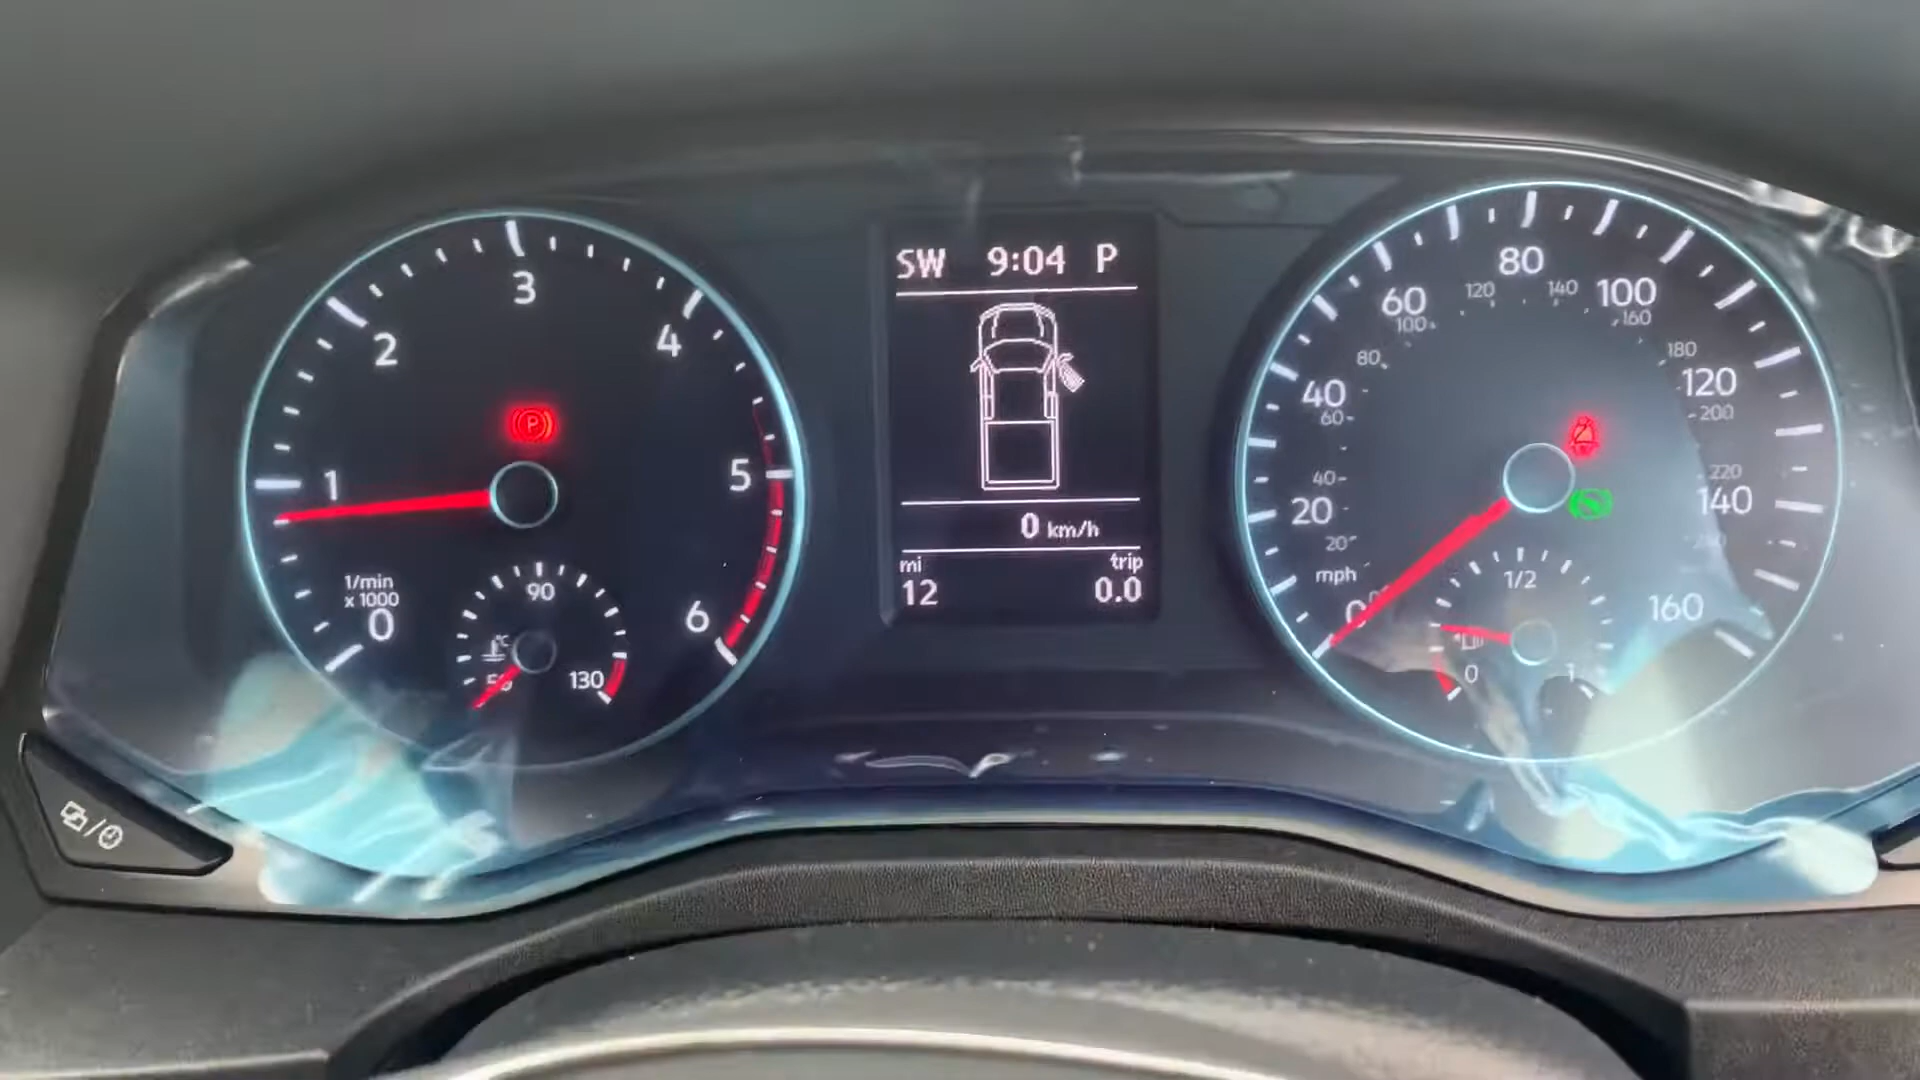 SW 9:04 P
0 km/h
mi trip
12 0.0
0 1 2 3 4 5 6
1/min
x 1000
P
90
°C
130
0 20 40 60 80 100 120 140 160
mph
20 40 60 80 100 120 140 160 180 200 220
1/2
0 1